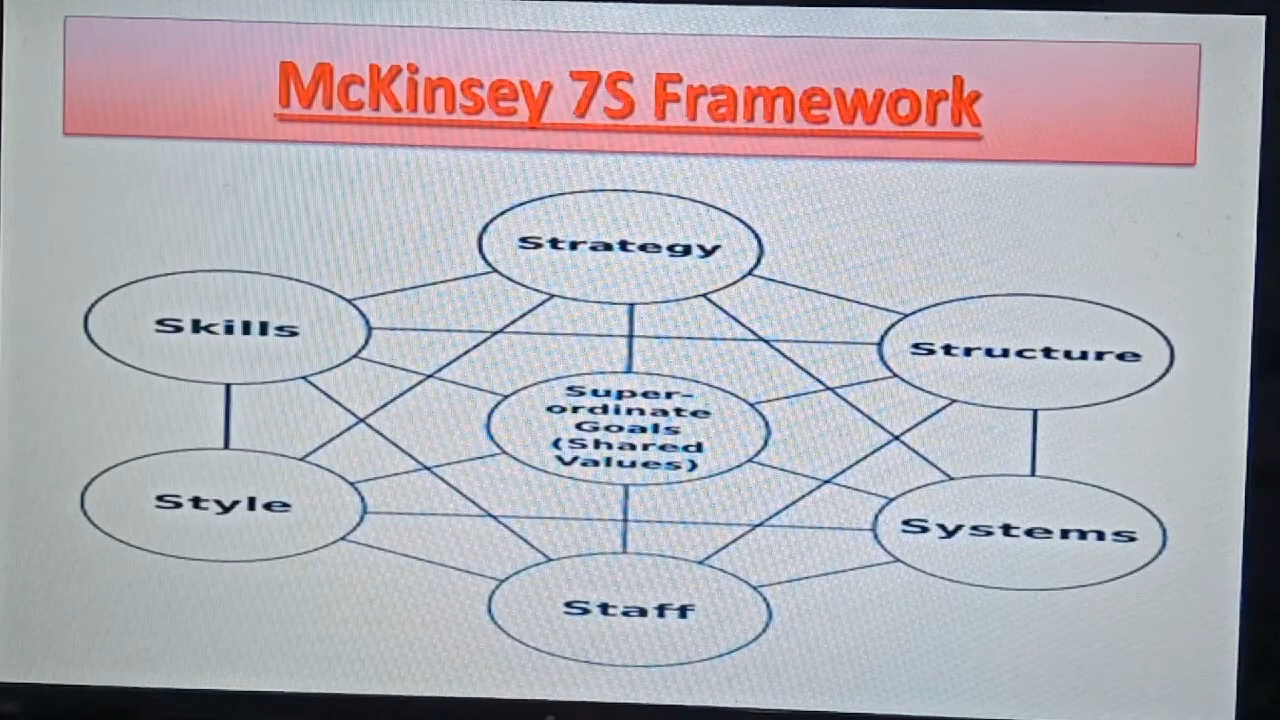 McKinsey 7S Framework
Strategy
Skills
Structure
Super-
ordinate
Goals
(Shared
Values)
Style
Systems
Staff